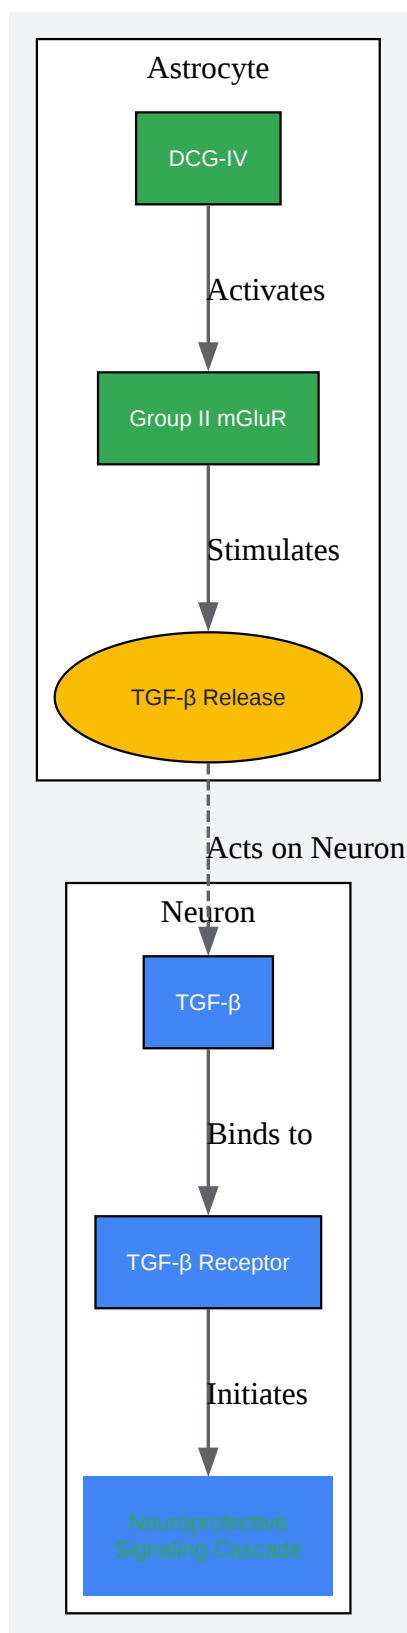 Astrocyte
DCG-IV
Activates
Group II mGluR
Stimulates
TGF-β Release
Acts on Neuron
Neuron
TGF-β
Binds to
TGF-β Receptor
Initiates
Neuroprotective
Signaling Cascade